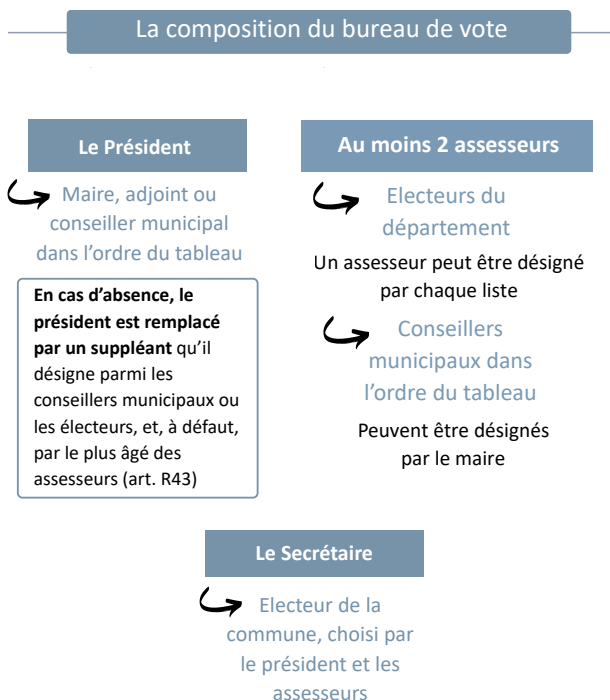 La composition du bureau de vote
Le Président
Maire, adjoint ou
conseiller municipal
dans l'ordre du tableau
En cas d'absence, le
président est remplacé
par un suppléant qu'il
désigne parmi les
conseillers municipaux ou
les électeurs, et, à défaut,
par le plus âgé des
assesseurs (art. R43)
Au moins 2 assesseurs
Electeurs du
département
Un assesseur peut être désigné
par chaque liste
Conseillers
municipaux dans
l'ordre du tableau
Peuvent être désignés
par le maire
Le Secrétaire
Electeur de la
commune, choisi par
le président et les
assesseurs